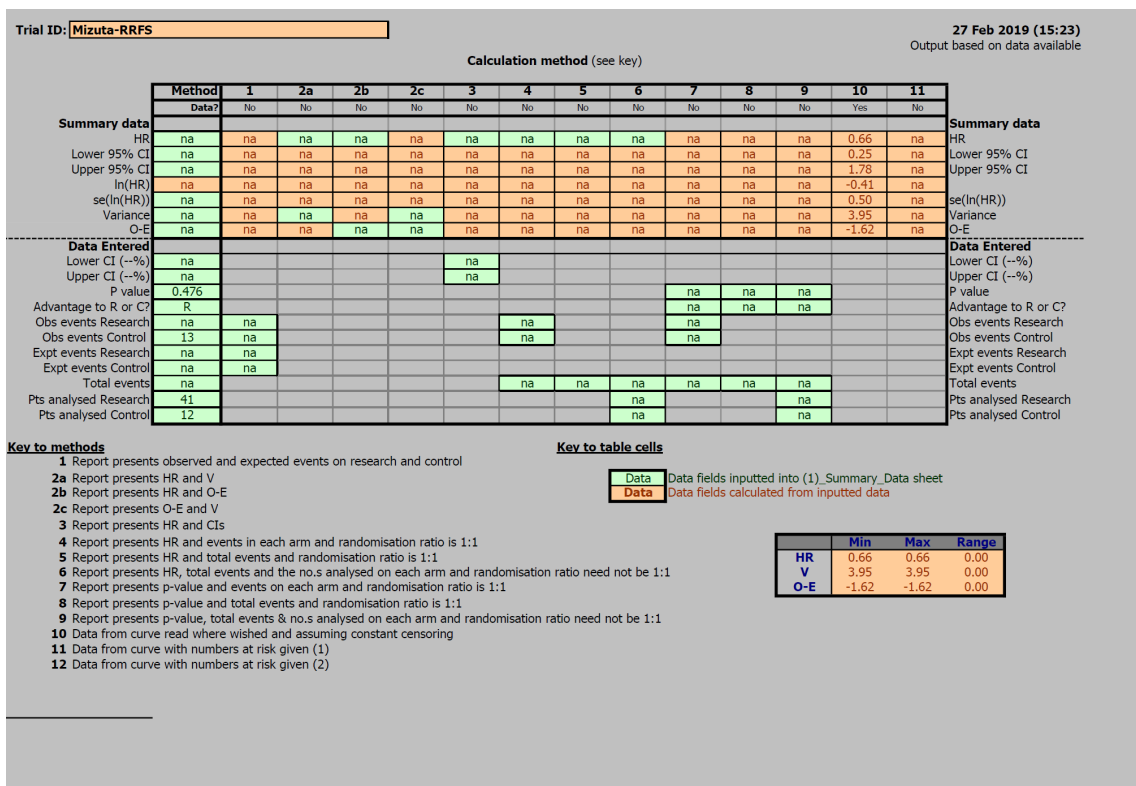 Trial ID: Mizuta-RRFS 27 Feb 2019 (15:23)
Output based on data available
Calculation method (see key)
Method 1 2a 2b 2c 3 4 5 6 7 8 9 10 11
Data? No No No No No No No No No No No Yes No
Summary data Summary data
HR na na na na na na na na na na na na 0.66 na HR
Lower 95% CI na na na na na na na na na na na na 0.25 na Lower 95% CI
Upper 95% CI na na na na na na na na na na na na 1.78 na Upper 95% CI
ln(HR) na na na na na na na na na na na na -0.41 na
se(ln(HR)) na na na na na na na na na na na na 0.50 na se(ln(HR))
Variance na na na na na na na na na na na na 3.95 na Variance
O-E na na na na na na na na na na na na -1.62 na O-E
Data Entered Data Entered
Lower CI (--%) na na Lower CI (--%)
Upper CI (--%) na na Upper CI (--%)
P value 0.476 na na na P value
Advantage to R or C? R na na na Advantage to R or C?
Obs events Research na na na na Obs events Research
Obs events Control 13 na na na Obs events Control
Expt events Research na na Expt events Research
Expt events Control na na Expt events Control
Total events na na na na na na na Total events
Pts analysed Research 41 na na Pts analysed Research
Pts analysed Control 12 na na Pts analysed Control
Key to methods Key to table cells
1 Report presents observed and expected events on research and control
2a Report presents HR and V Data Data fields inputted into (1)_Summary_Data sheet
2b Report presents HR and O-E Data Data fields calculated from inputted data
2c Report presents O-E and V
3 Report presents HR and CIs
4 Report presents HR and events in each arm and randomisation ratio is 1:1 Min Max Range
5 Report presents HR and total events and randomisation ratio is 1:1 HR 0.66 0.66 0.00
6 Report presents HR, total events and the no.s analysed on each arm and randomisation ratio need not be 1:1 V 3.95 3.95 0.00
7 Report presents p-value and events on each arm and randomisation ratio is 1:1 O-E -1.62 -1.62 0.00
8 Report presents p-value and total events and randomisation ratio is 1:1
9 Report presents p-value, total events & no.s analysed on each arm and randomisation ratio need not be 1:1
10 Data from curve read where wished and assuming constant censoring
11 Data from curve with numbers at risk given (1)
12 Data from curve with numbers at risk given (2)